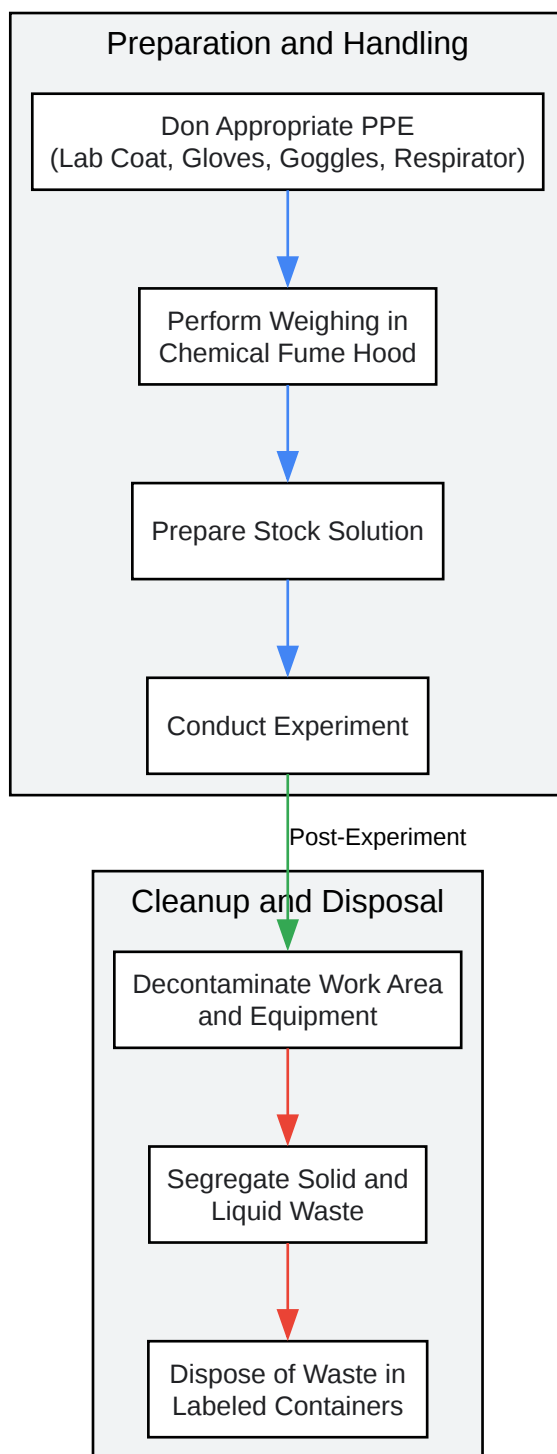 Preparation and Handling
Don Appropriate PPE
(Lab Coat, Gloves, Goggles, Respirator)
Perform Weighing in
Chemical Fume Hood
Prepare Stock Solution
Conduct Experiment
Post-Experiment
Cleanup and Disposal
Decontaminate Work Area
and Equipment
Segregate Solid and
Liquid Waste
Dispose of Waste in
Labeled Containers